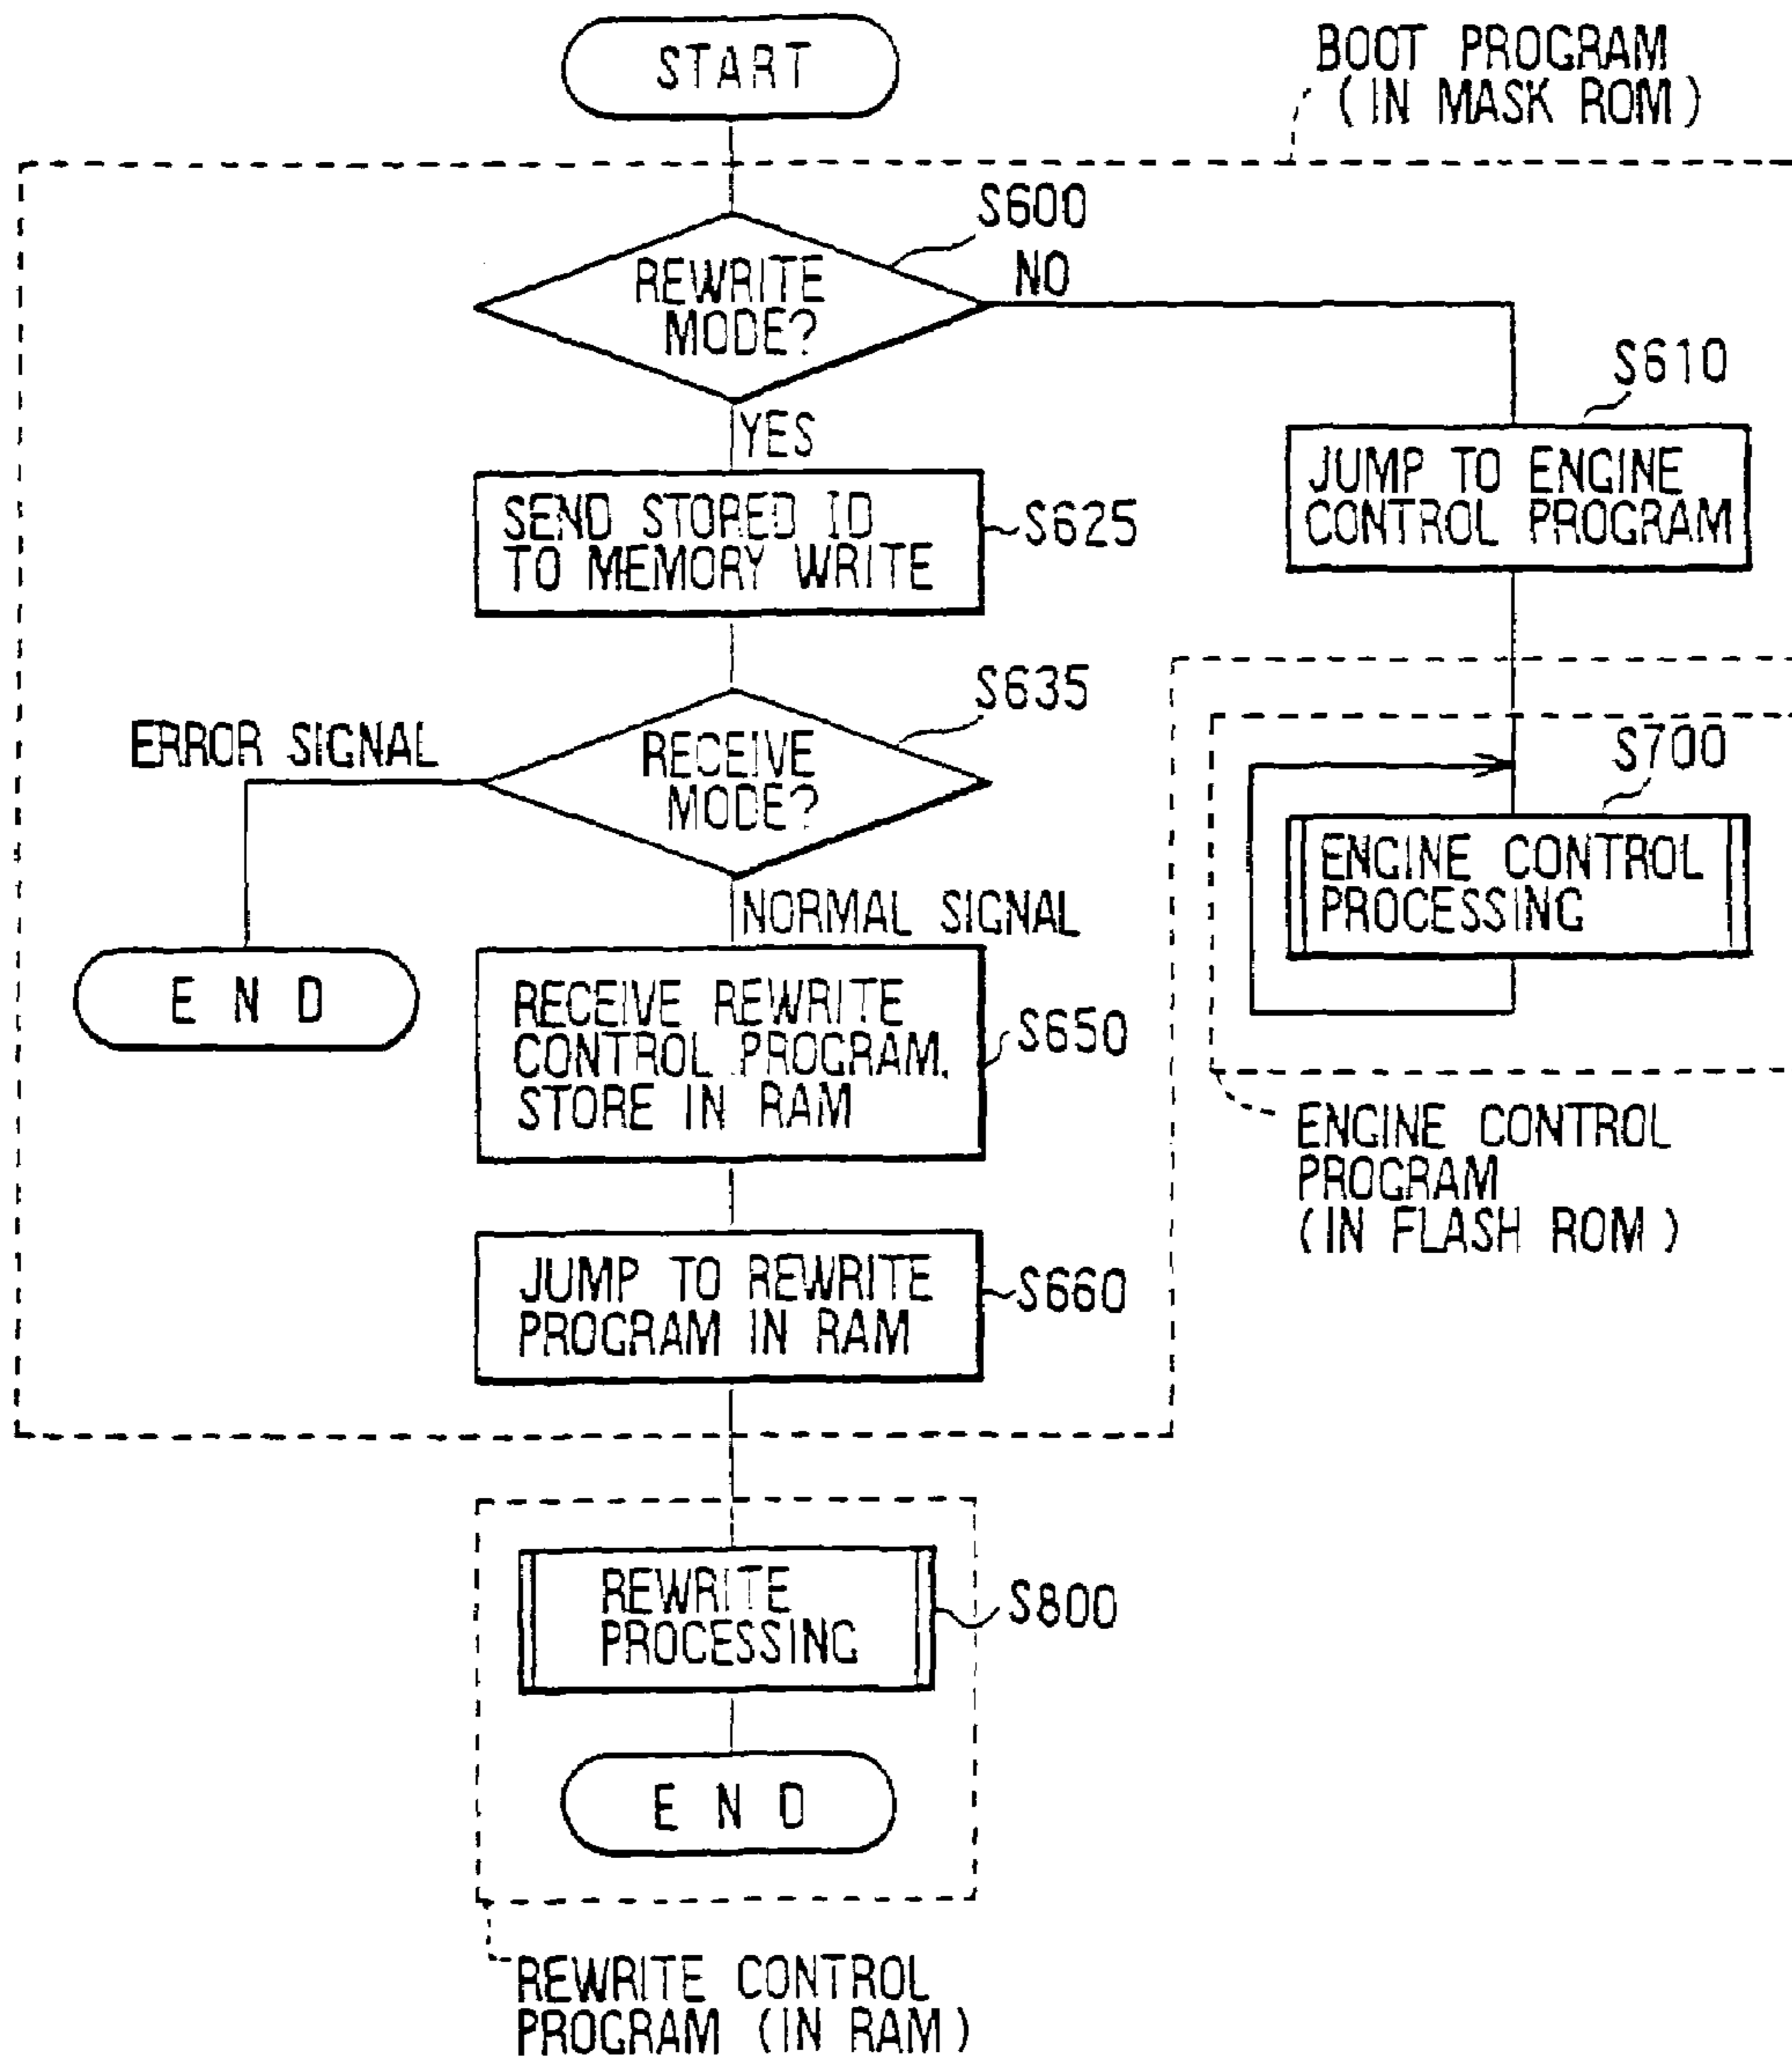 START
BOOT PROGRAM
(IN MASK ROM)
S600
REWRITE
MODE?
NO
YES
S610
JUMP TO ENGINE
CONTROL PROGRAM
SEND STORED ID
TO MEMORY WRITE
S625
S635
ERROR SIGNAL
RECEIVE
MODE?
NORMAL SIGNAL
S700
ENGINE CONTROL
PROCESSING
END
RECEIVE REWRITE
CONTROL PROGRAM.
STORE IN RAM
S650
ENGINE CONTROL
PROGRAM
(IN FLASH ROM)
JUMP TO REWRITE
PROGRAM IN RAM
S660
REWRITE
PROCESSING
S800
END
REWRITE CONTROL
PROGRAM (IN RAM)